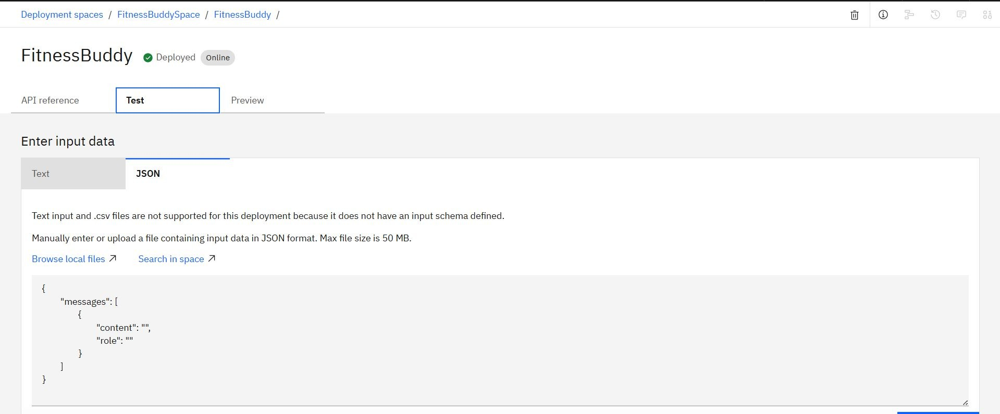 Deployment spaces / FitnessBuddySpace / FitnessBuddy /
FitnessBuddy Deployed Online
API reference Test Preview
Enter input data
Text JSON
Text input and .csv files are not supported for this deployment because it does not have an input schema defined.
Manually enter or upload a file containing input data in JSON format. Max file size is 50 MB.
Browse local files Search in space
{
"messages": [
{
"content": "",
"role": ""
}
]
}